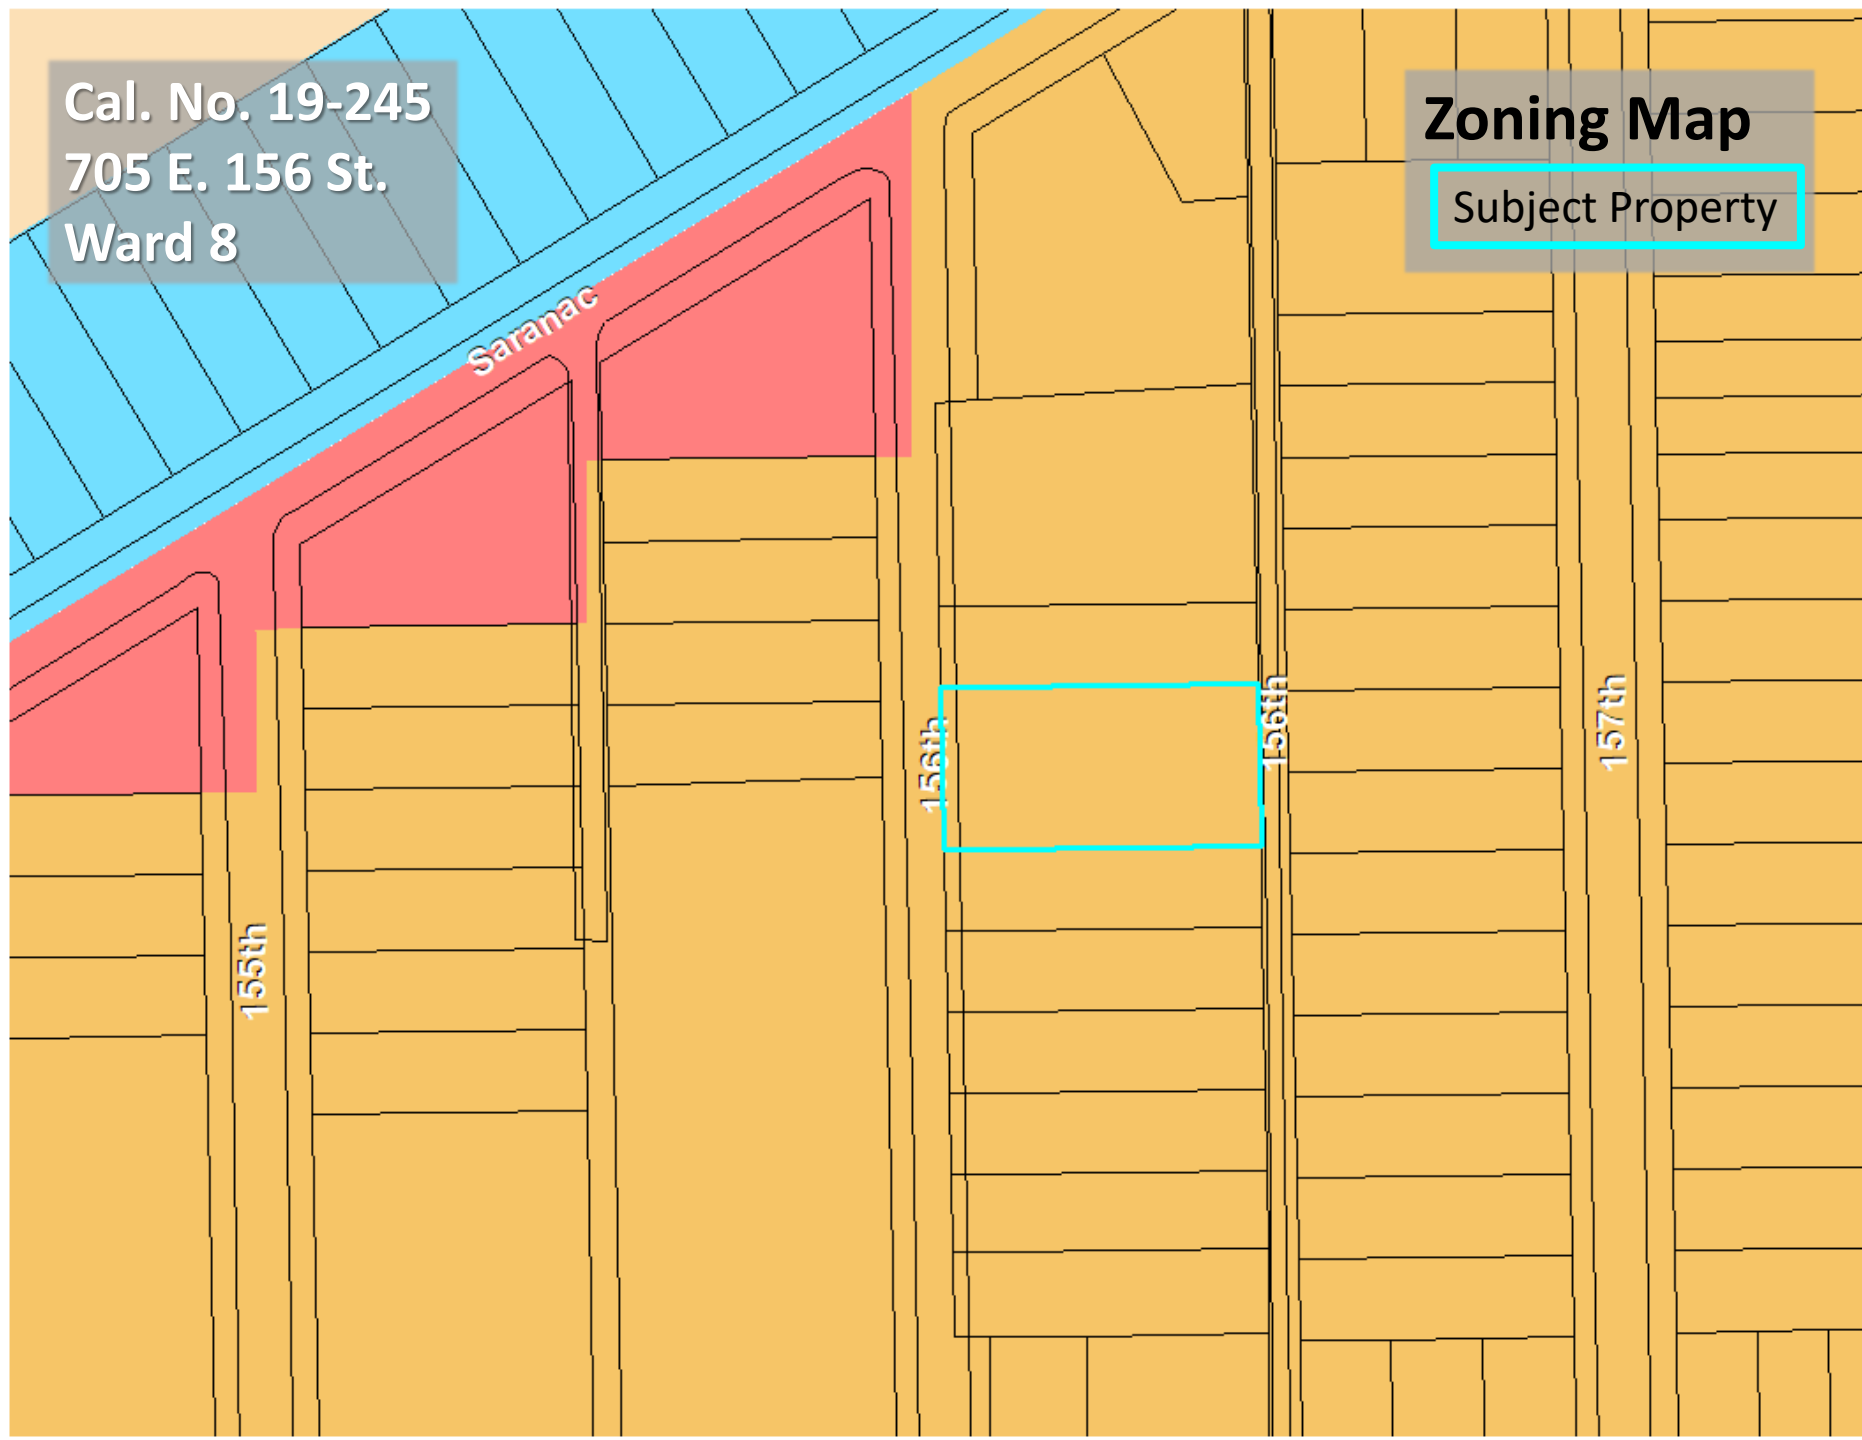 Cal. No. 19-245
705 E. 156 St.
Ward 8
Zoning Map
Subject Property
Saranac
156th
156th
157th
155th